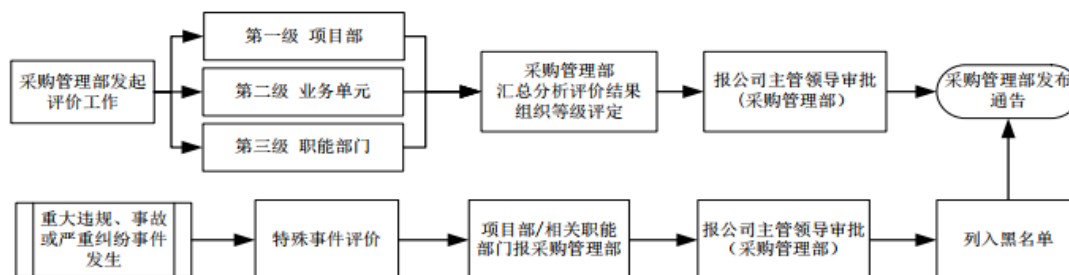 采购管理部发起
评价工作
第一级 项目部
第二级 业务单元
第三级 职能部门
采购管理部
汇总分析评价结果
组织等级评定
报公司主管领导审批
(采购管理部）
采购管理部发布
通告
重大违规、事故
或严重纠纷事件
发生
特殊事件评价
项目部/相关职能
部门报采购管理部
报公司主管领导审批
（采购管理部）
列入黑名单